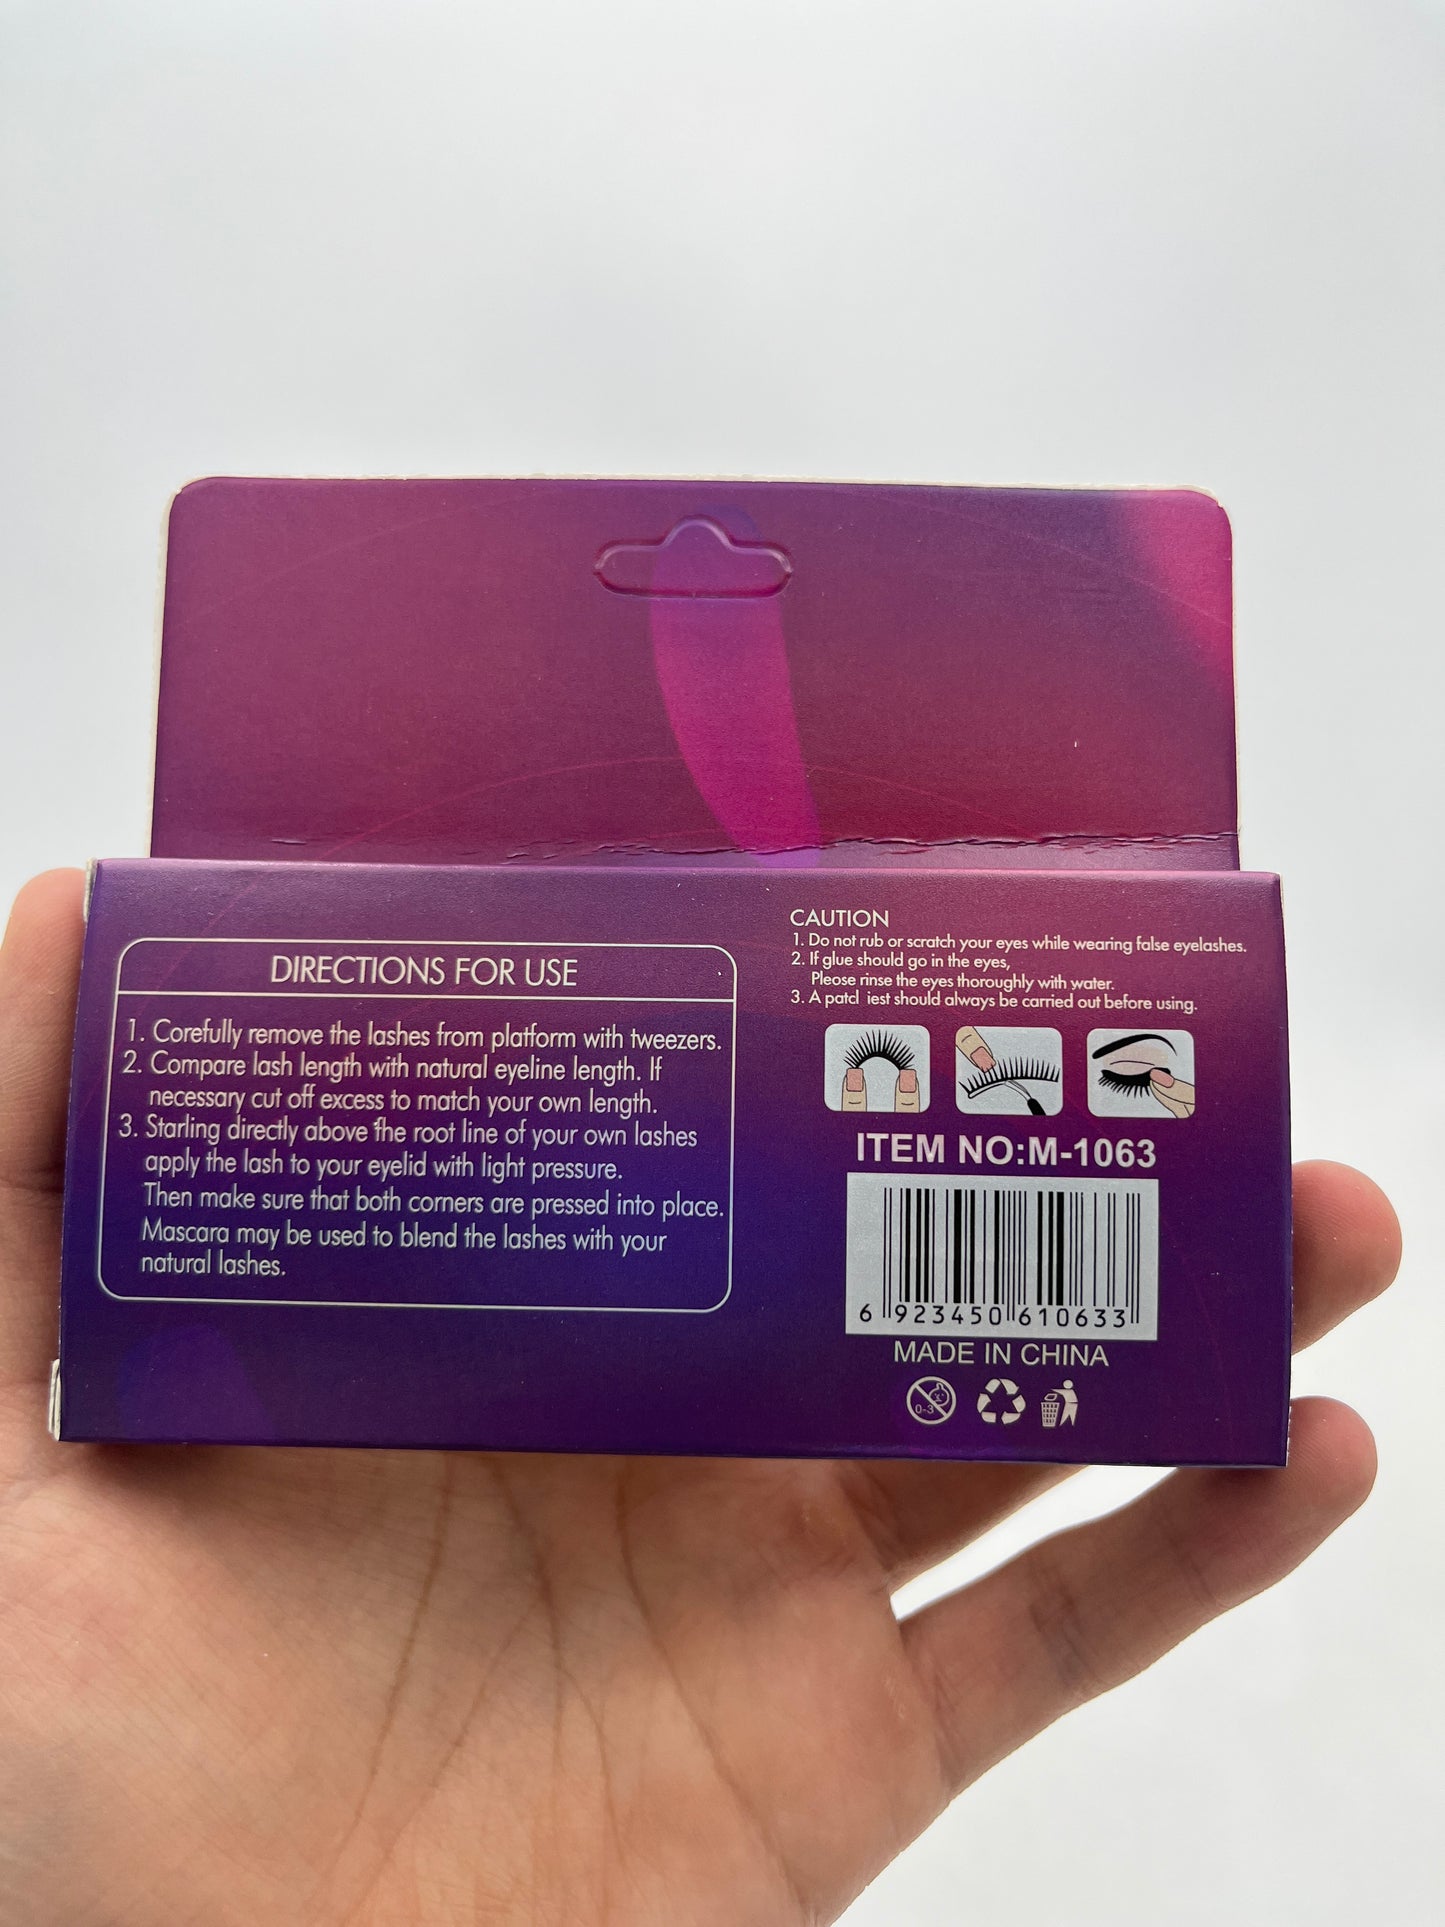 DIRECTIONS FOR USE
1. Corefully remove the lashes from platform with tweezers.
2. Compare lash length with natural eyeline length. If
necessary cut off excess to match your own length.
3. Starling directly above the root line of your own lashes
apply the lash to your eyelid with light pressure.
Then make sure that both corners are pressed into place.
Mascara may be used to blend the lashes with your
natural lashes.
CAUTION
1. Do not rub or scratch your eyes while wearing false eyelashes.
2. If glue should go in the eyes,
Please rinse the eyes thoroughly with water.
3. A patcl iest should always be carried out before using.
ITEM NO:M-1063
6 923450 610633
MADE IN CHINA
0-3